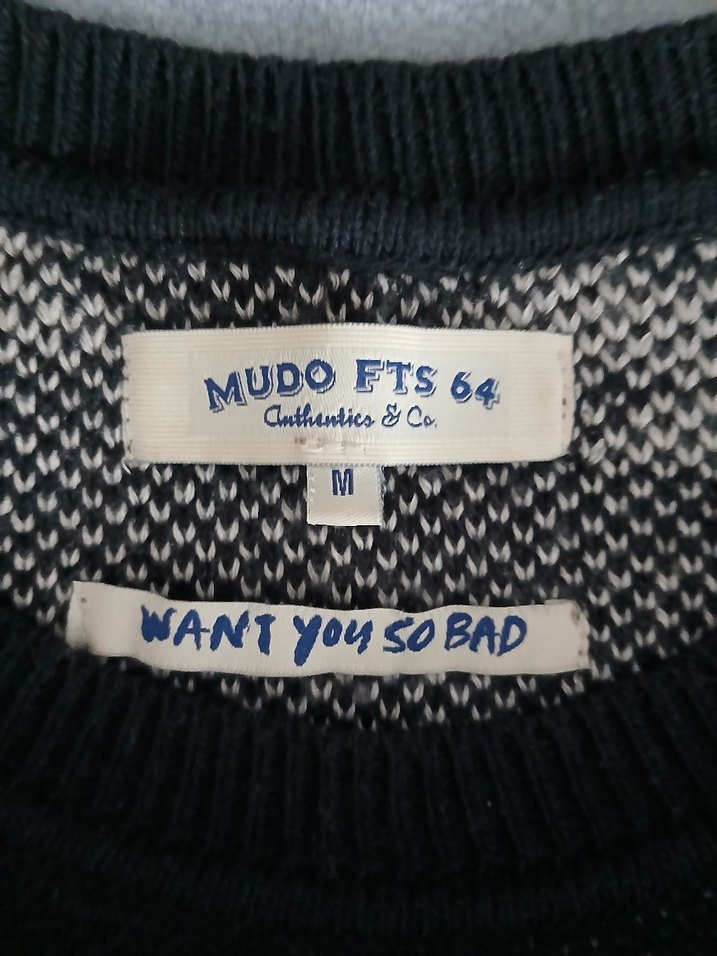 MUDO FTS 64
Authentics & Co.
M
WANT YOU SO BAD